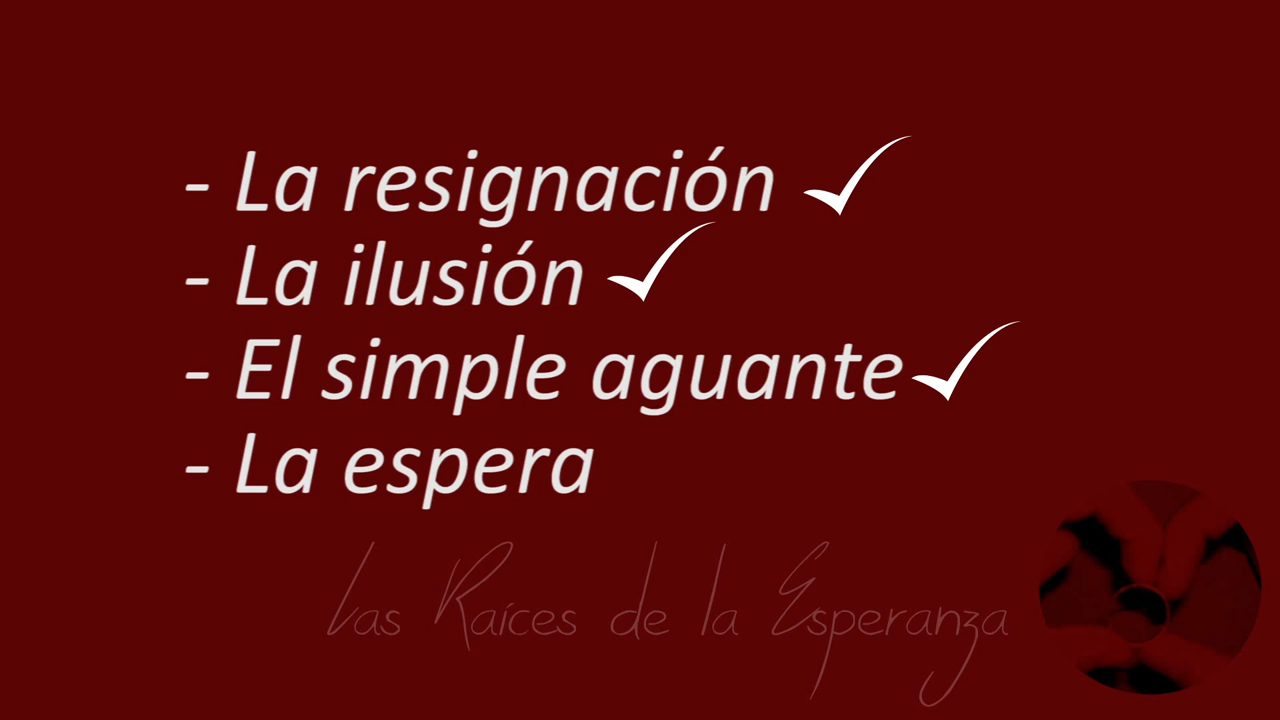 - La resignación
- La ilusión
- El simple aguante
- La espera
Las Raíces de la Esperanza